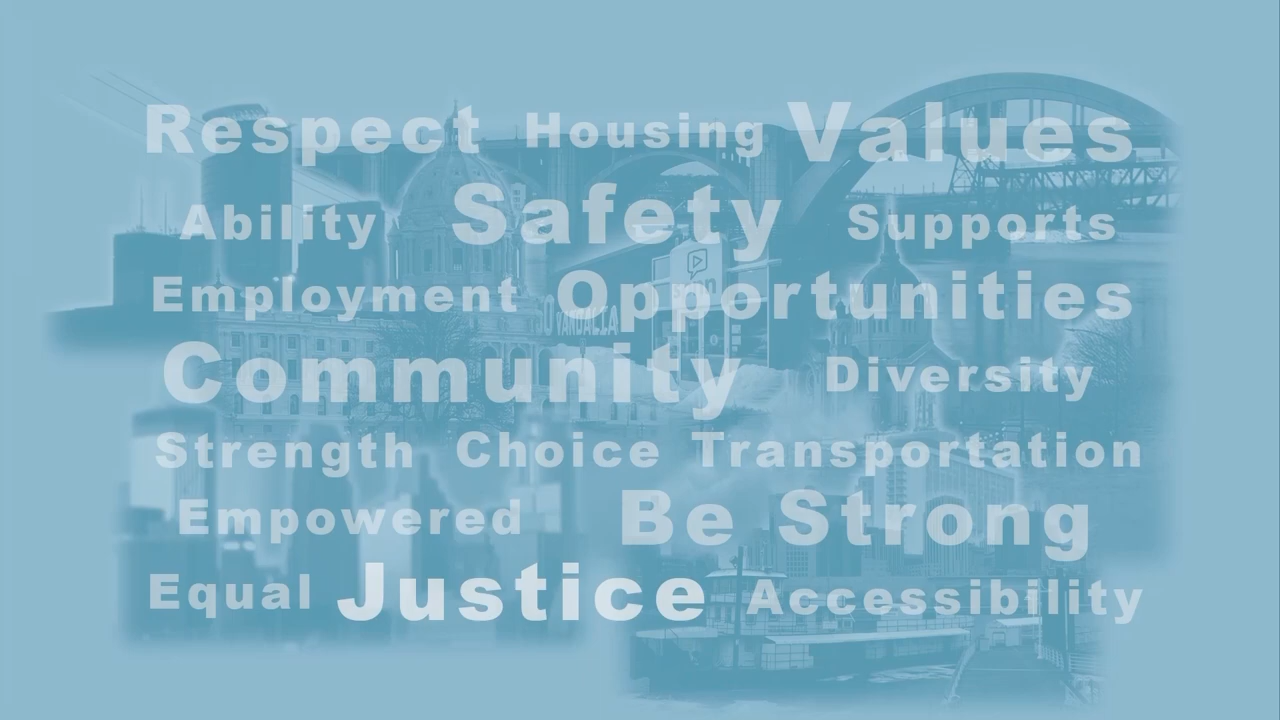 Respect Housing Values
Ability Safety Supports
Employment Opportunities
Community Diversity
Strength Choice Transportation
Empowered Be Strong
Equal Justice Accessibility
VANDALIA